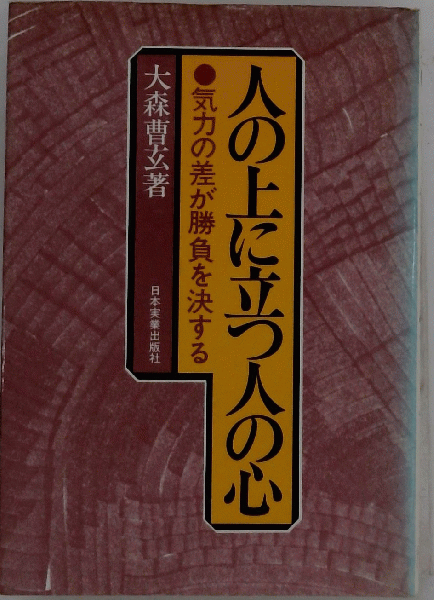 人の上に立つ人の心
●気力の差が勝負を決する
大森曹玄著
日本実業出版社